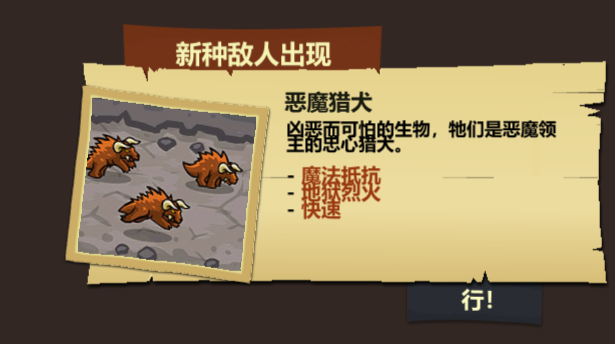 新种敌人出现
恶魔猎犬
凶恶而可怕的生物，牠们是恶魔领
主的忠心猎犬。
- 魔法抵抗
- 地狱烈火
- 快速
行!